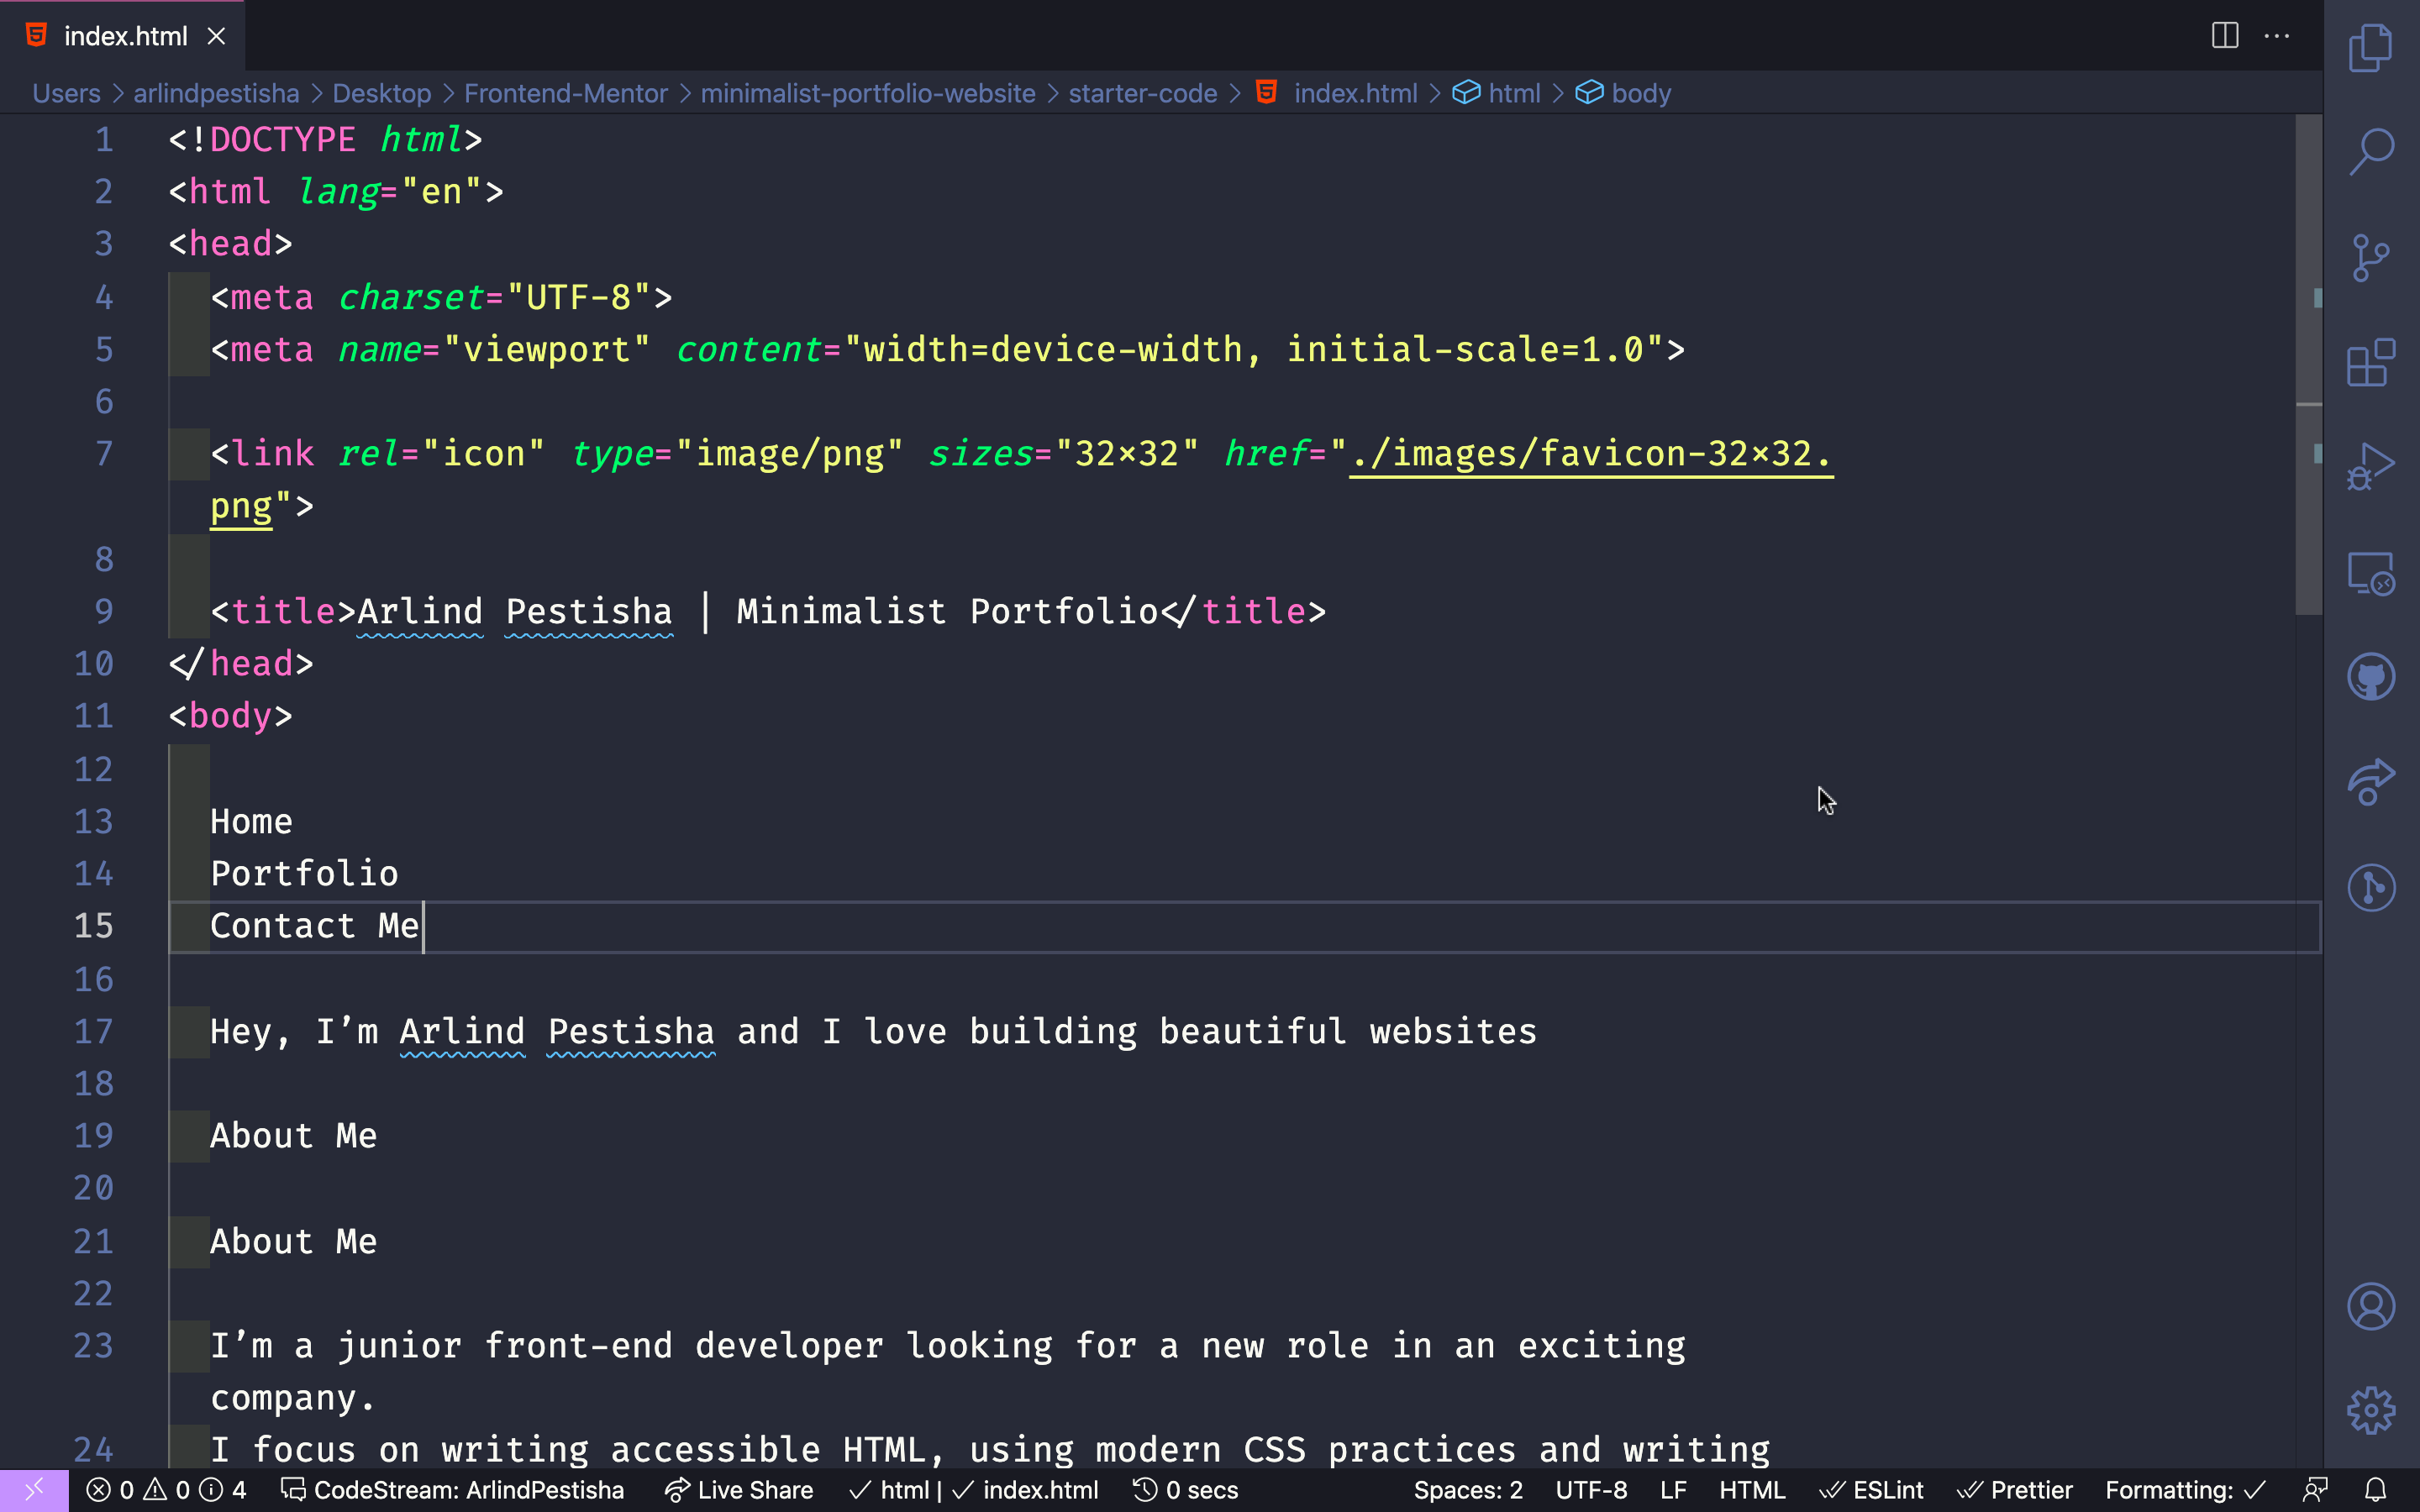 index.html
Users > arlindpestisha > Desktop > Frontend-Mentor > minimalist-portfolio-website > starter-code > index.html > html > body
1 <!DOCTYPE html>
2 <html lang="en">
3 <head>
4 <meta charset="UTF-8">
5 <meta name="viewport" content="width=device-width, initial-scale=1.0">
6
7 <link rel="icon" type="image/png" sizes="32×32" href="./images/favicon-32×32.
png">
8
9 <title>Arlind Pestisha | Minimalist Portfolio</title>
10 </head>
11 <body>
12
13 Home
14 Portfolio
15 Contact Me
16
17 Hey, I’m Arlind Pestisha and I love building beautiful websites
18
19 About Me
20
21 About Me
22
23 I’m a junior front-end developer looking for a new role in an exciting
company.
24 I focus on writing accessible HTML, using modern CSS practices and writing
0 0 4 CodeStream: ArlindPestisha Live Share ✓ html | ✓ index.html 0 secs Spaces: 2 UTF-8 LF HTML ESLint Prettier Formatting: ✓